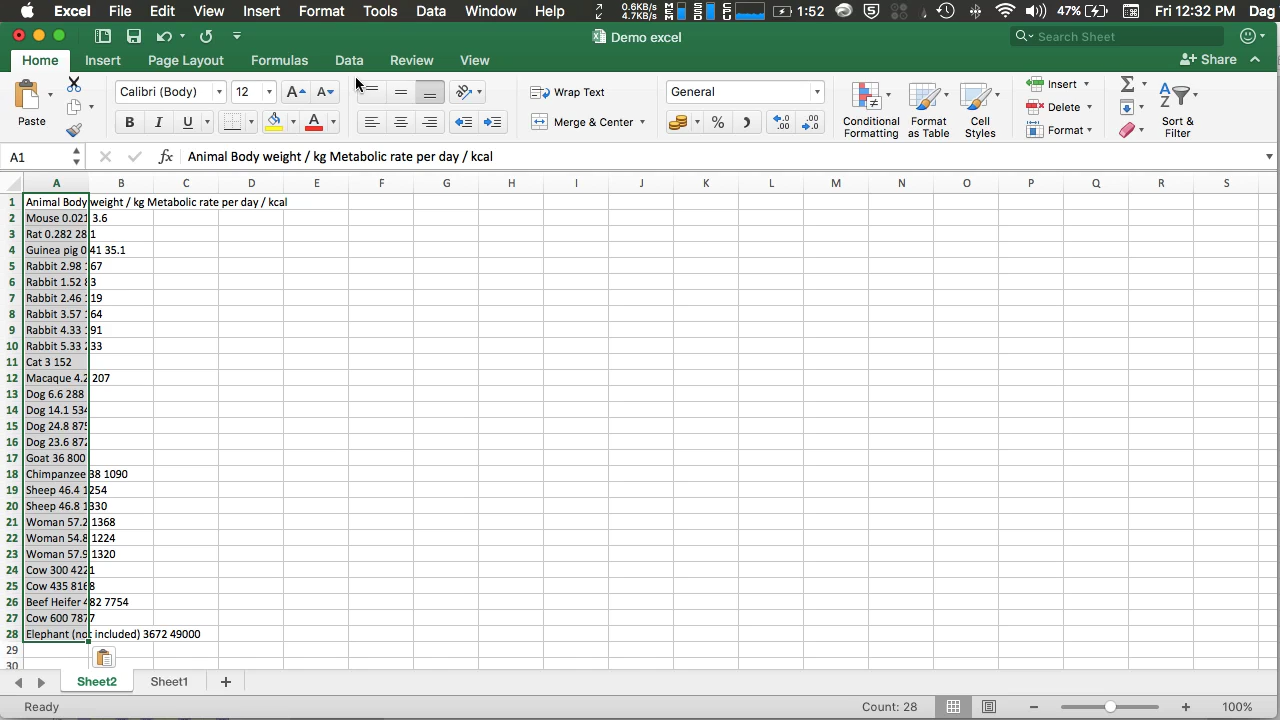 Excel File Edit View Insert Format Tools Data Window Help 0.6KB/s 4.7KB/s 1:52 47% Fri 12:32 PM Dag
Demo excel
Search Sheet
Home Insert Page Layout Formulas Data Review View Share
Paste
Calibri (Body) 12
B I U A
Wrap Text
Merge & Center
General
Conditional Formatting
Format as Table
Cell Styles
Insert
Delete
Format
Sort & Filter
A1 fx Animal Body weight / kg Metabolic rate per day / kcal
A B C D E F G H I J K L M N O P Q R S
1 Animal Body weight / kg Metabolic rate per day / kcal
2 Mouse 0.021 3.6
3 Rat 0.282 28.1
4 Guinea pig 0.41 35.1
5 Rabbit 2.98 167
6 Rabbit 1.52 83
7 Rabbit 2.46 119
8 Rabbit 3.57 164
9 Rabbit 4.33 191
10 Rabbit 5.33 233
11 Cat 3 152
12 Macaque 4.2 207
13 Dog 6.6 288
14 Dog 14.1 534
15 Dog 24.8 875
16 Dog 23.6 872
17 Goat 36 800
18 Chimpanzee 38 1090
19 Sheep 46.4 1254
20 Sheep 46.8 1330
21 Woman 57.2 1368
22 Woman 54.8 1224
23 Woman 57.9 1320
24 Cow 300 4221
25 Cow 435 8168
26 Beef Heifer 482 7754
27 Cow 600 7877
28 Elephant (not included) 3672 49000
29
30
Sheet2 Sheet1
Ready Count: 28 100%